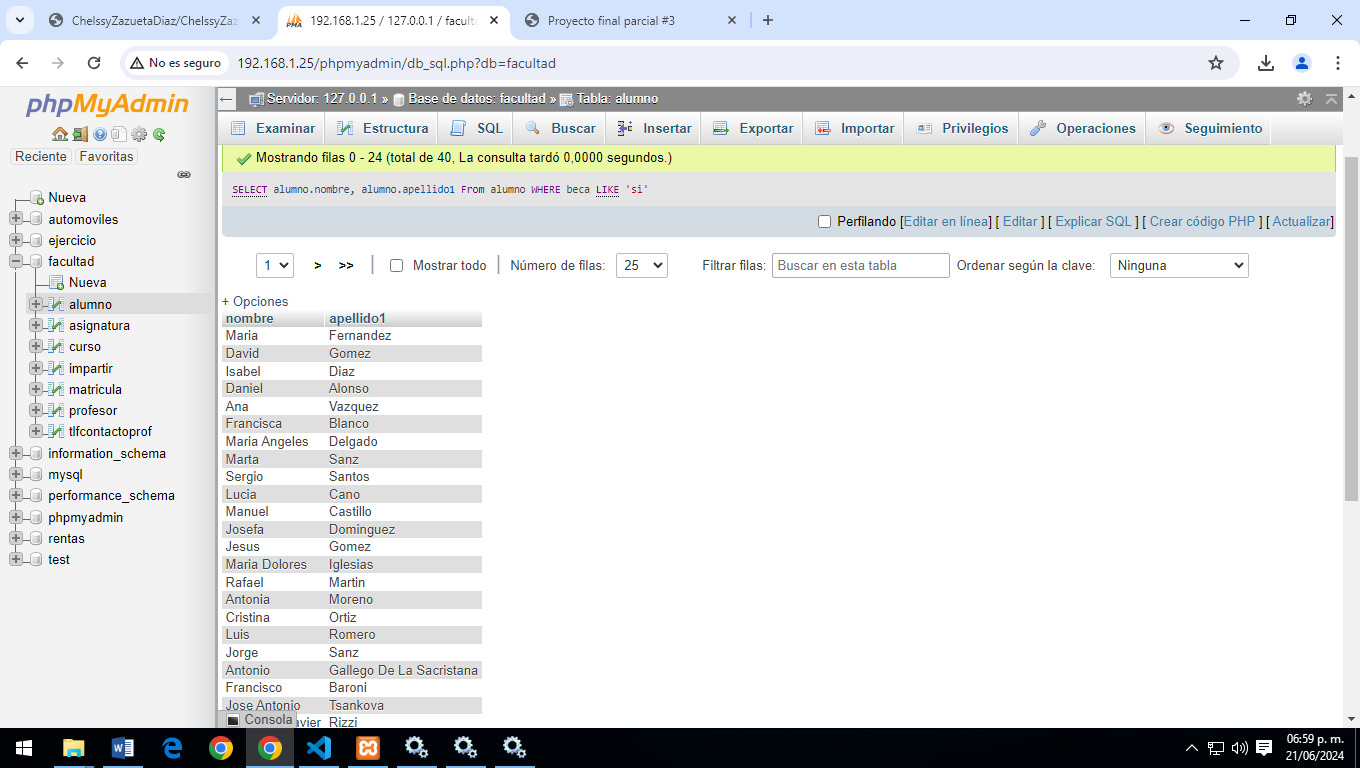 ChelssyZazuetaDiaz/ChelssyZaz
192.168.1.25 / 127.0.0.1 / faculta
Proyecto final parcial #3
No es seguro
192.168.1.25/phpmyadmin/db_sql.php?db=facultad
phpMyAdmin
Reciente
Favoritas
Nueva
automoviles
ejercicio
facultad
Nueva
alumno
asignatura
curso
impartir
matricula
profesor
tlfcontactoprof
information_schema
mysql
performance_schema
phpmyadmin
rentas
test
Servidor: 127.0.0.1 » Base de datos: facultad » Tabla: alumno
Examinar Estructura SQL Buscar Insertar Exportar Importar Privilegios Operaciones Seguimiento
Mostrando filas 0 - 24 (total de 40, La consulta tardó 0,0000 segundos.)
SELECT alumno.nombre, alumno.apellido1 From alumno WHERE beca LIKE 'si'
Perfilando [Editar en línea] [ Editar ] [ Explicar SQL ] [ Crear código PHP ] [ Actualizar]
1 > >> | Mostrar todo | Número de filas: 25 Filtrar filas: Buscar en esta tabla Ordenar según la clave: Ninguna
+ Opciones
nombre apellido1
Maria Fernandez
David Gomez
Isabel Diaz
Daniel Alonso
Ana Vazquez
Francisca Blanco
Maria Angeles Delgado
Marta Sanz
Sergio Santos
Lucia Cano
Manuel Castillo
Josefa Dominguez
Jesus Gomez
Maria Dolores Iglesias
Rafael Martin
Antonia Moreno
Cristina Ortiz
Luis Romero
Jorge Sanz
Antonio Gallego De La Sacristana
Francisco Baroni
Jose Antonio Tsankova
avier Rizzi
Consola
06:59 p. m.
21/06/2024